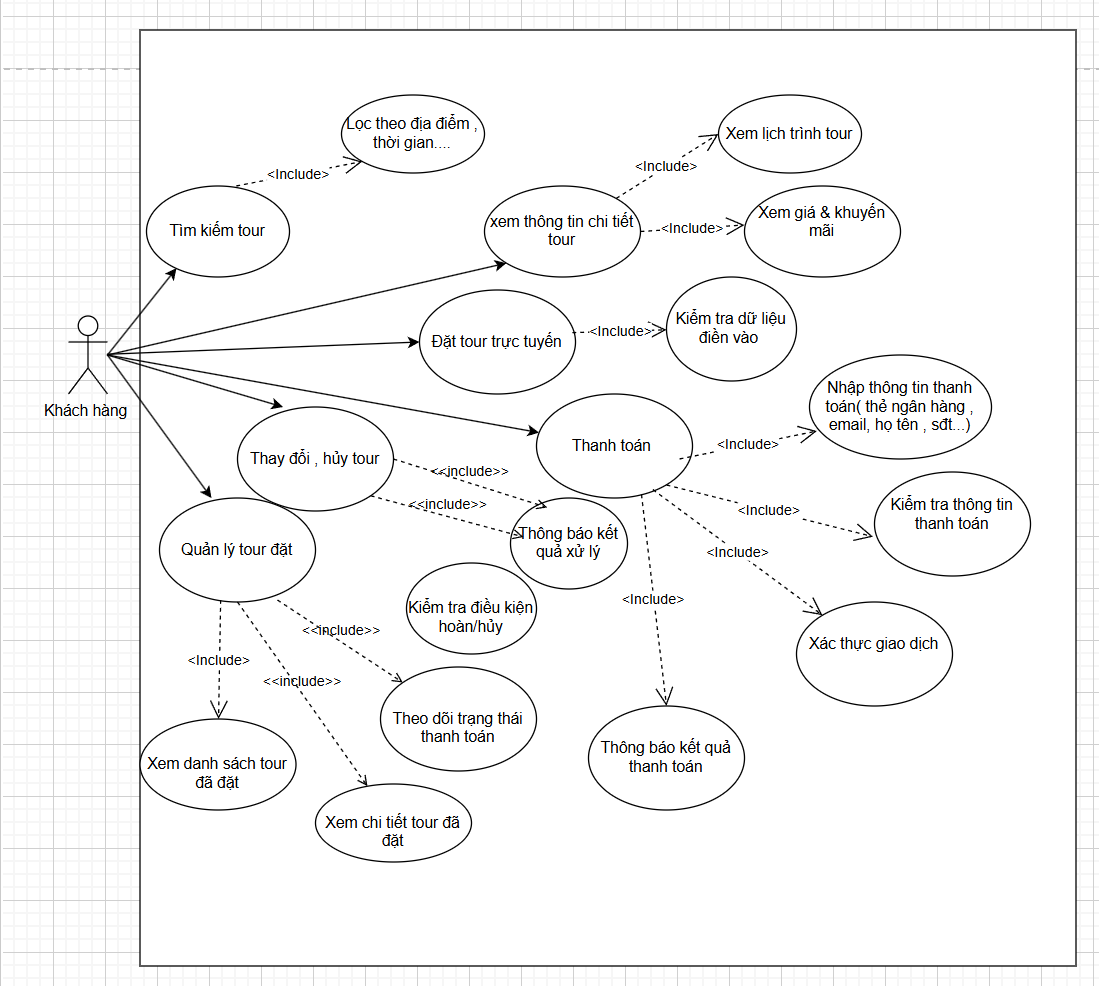 Lọc theo địa điểm ,
thời gian....
Xem lịch trình tour
<Include>
<Include>
Tìm kiếm tour
xem thông tin chi tiết
tour
<Include>
Xem giá & khuyến
mãi
Đặt tour trực tuyến
<Include>
Kiểm tra dữ liệu
điền vào
Khách hàng
Nhập thông tin thanh
toán( thẻ ngân hàng ,
email, họ tên , sđt...)
Thay đổi , hủy tour
Thanh toán
<Include>
<<include>>
<<include>>
<Include>
Kiểm tra thông tin
thanh toán
Thông báo kết
quả xử lý
Quản lý tour đặt
<Include>
<Include>
Kiểm tra điều kiện
hoàn/hủy
<<include>>
<Include>
<<include>>
Xác thực giao dịch
Theo dõi trạng thái
thanh toán
Xem danh sách tour
đã đặt
Thông báo kết quả
thanh toán
Xem chi tiết tour đã
đặt